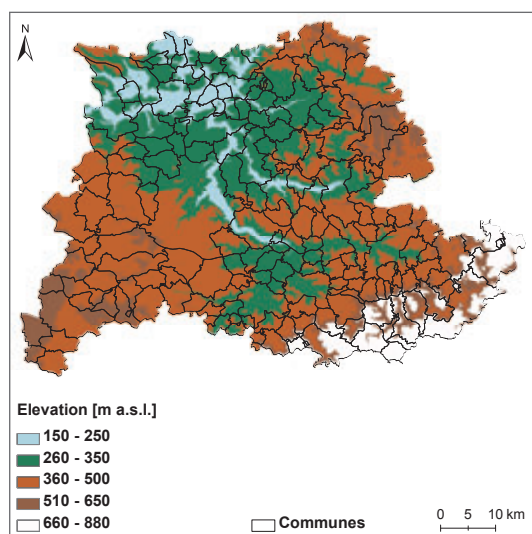 N
Elevation [m a.s.l.]
150 - 250
260 - 350
360 - 500
510 - 650
660 - 880
Communes
0 5 10 km